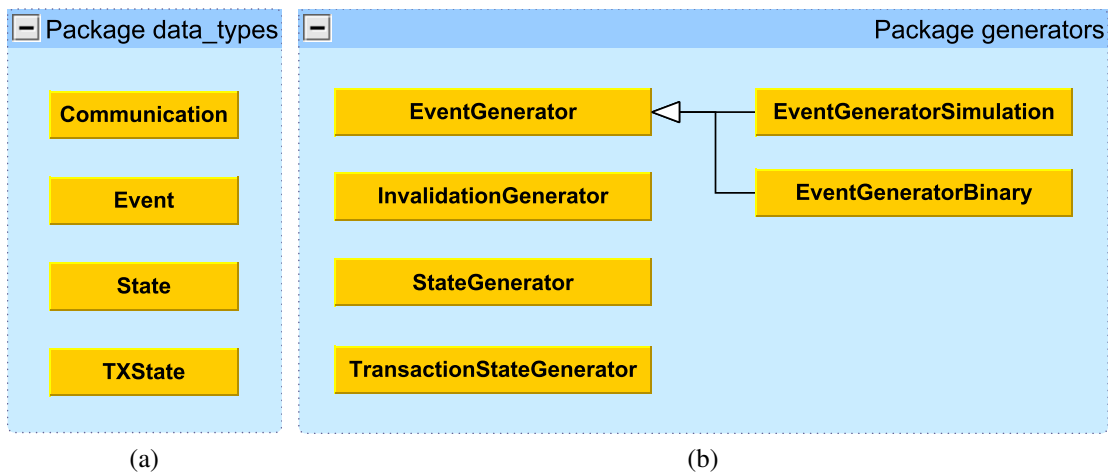 Package data_types
Communication
Event
State
TXState
(a)
Package generators
EventGenerator
EventGeneratorSimulation
InvalidationGenerator
EventGeneratorBinary
StateGenerator
TransactionStateGenerator
(b)